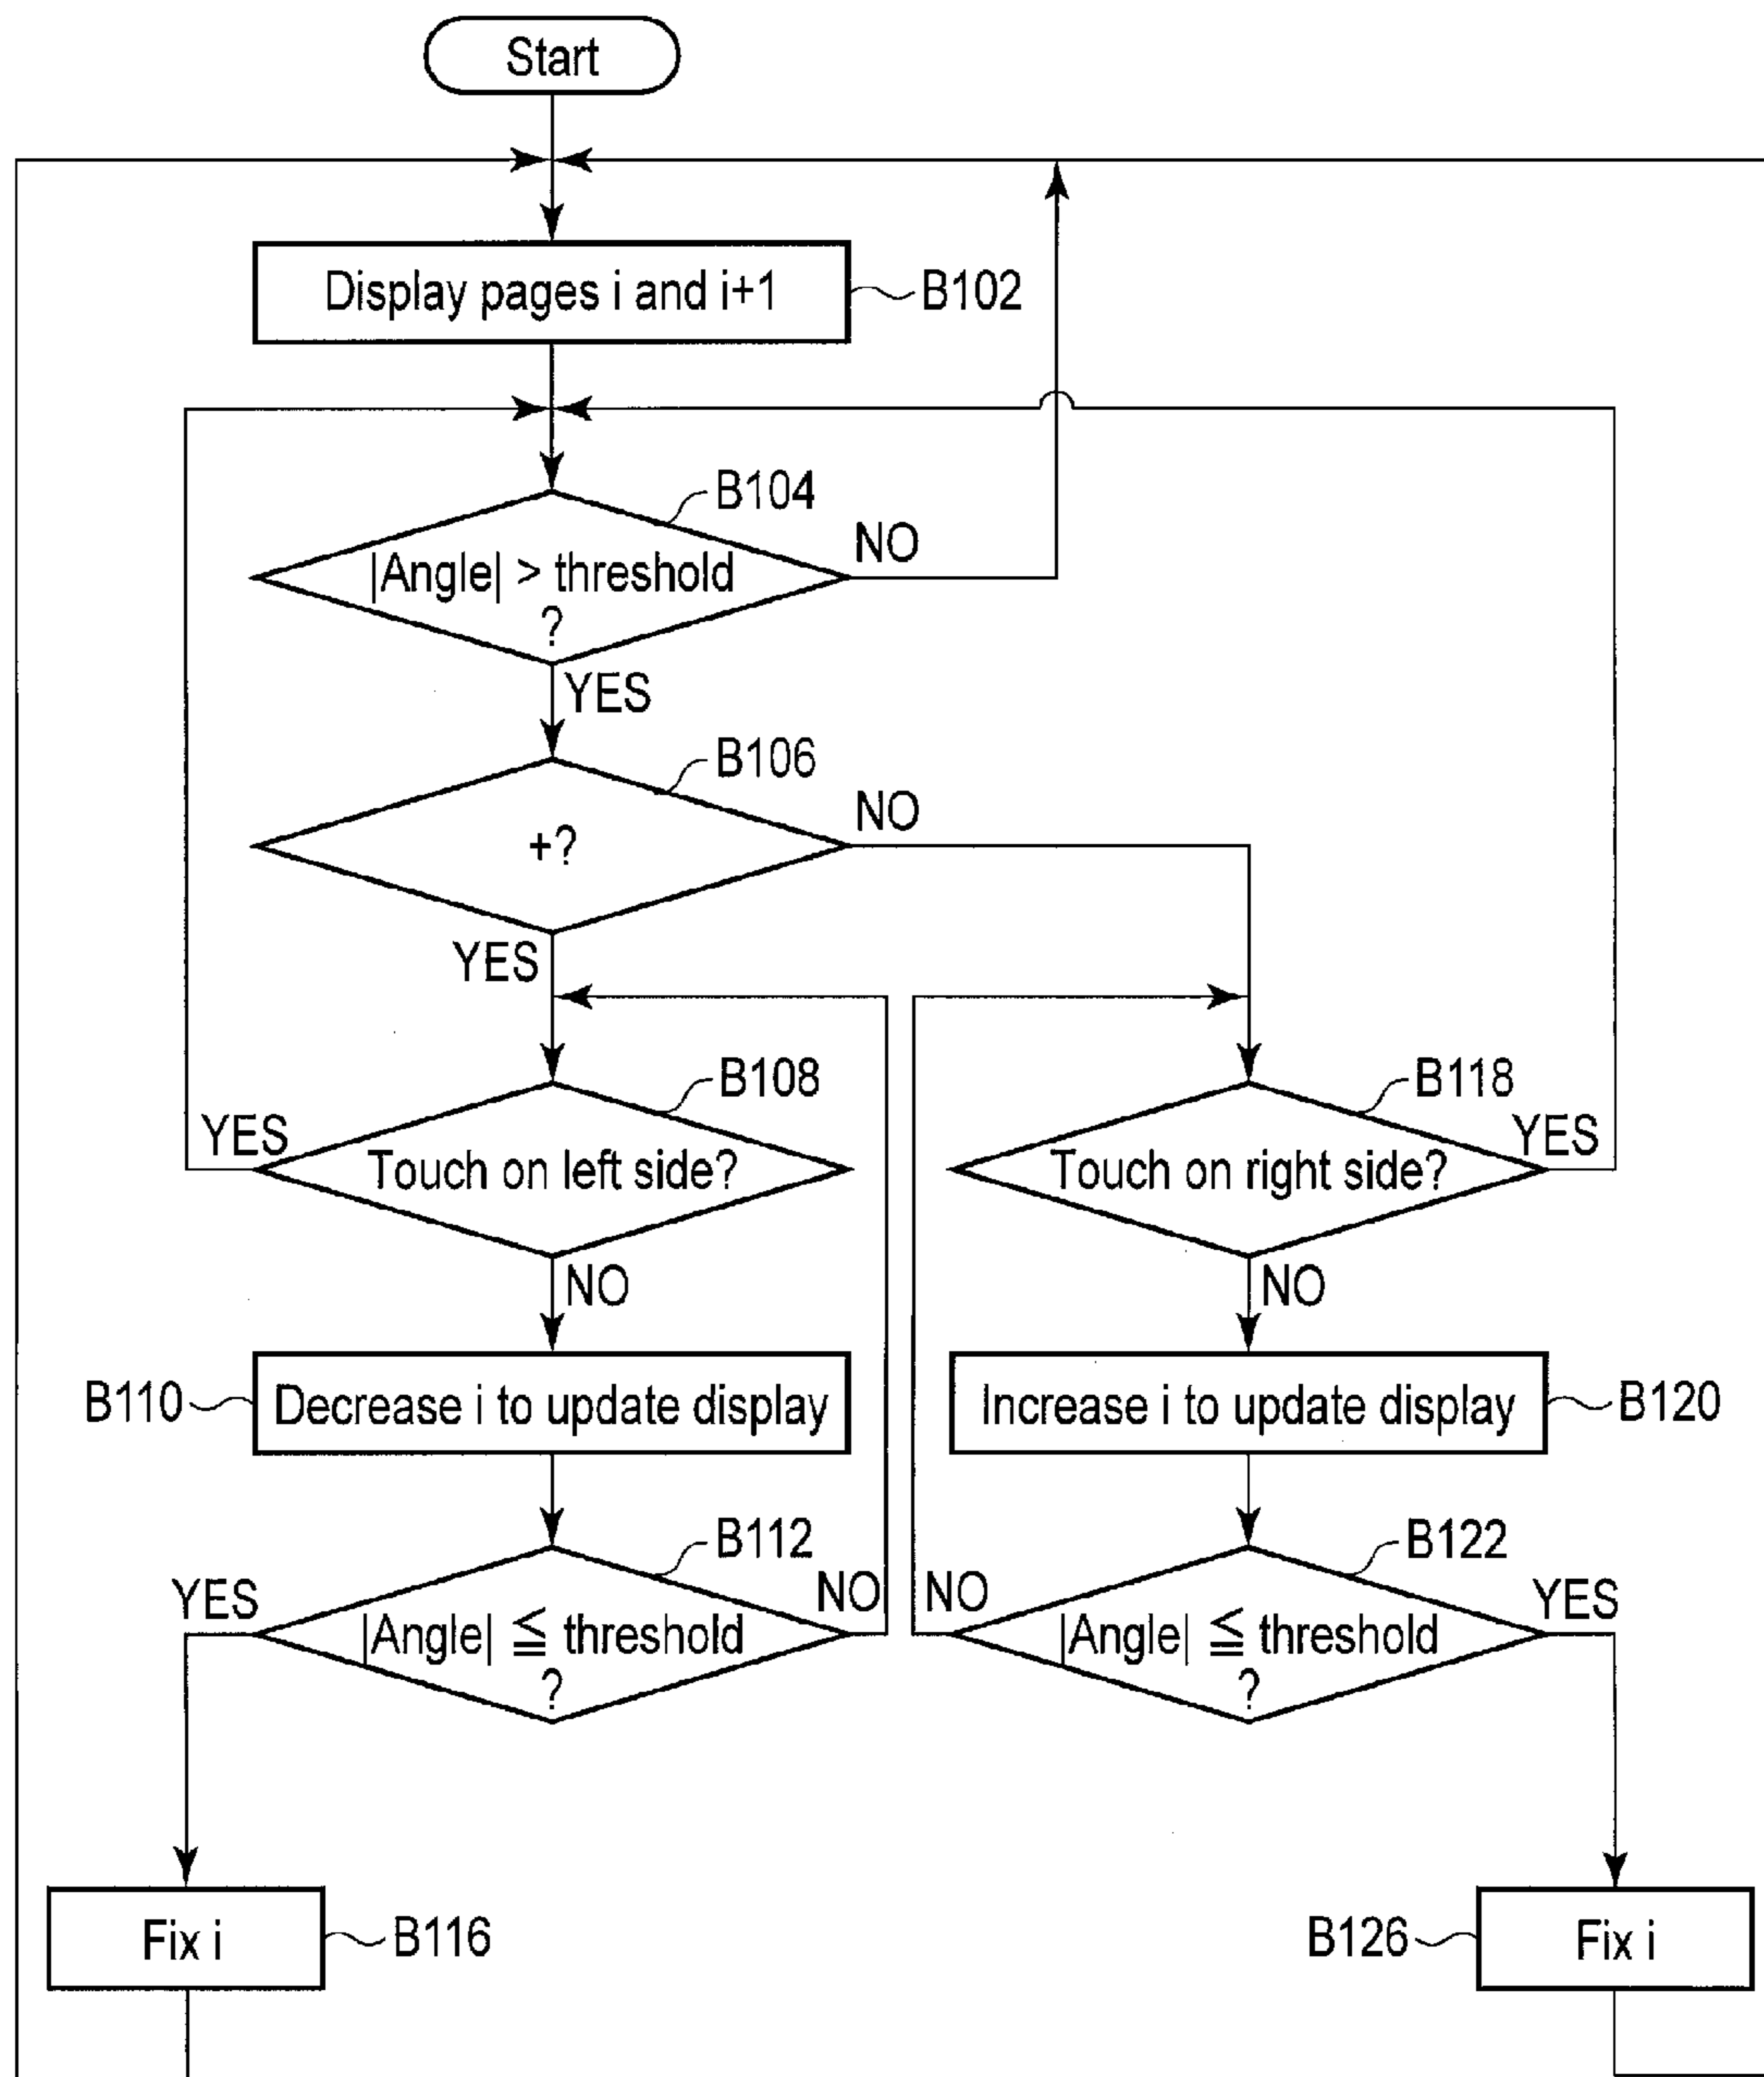 Start
Display pages i and i+1
B102
B104
|Angle| > threshold
?
NO
YES
B106
+?
NO
YES
B108
Touch on left side?
YES
NO
B118
Touch on right side?
YES
NO
B110
Decrease i to update display
Increase i to update display
B120
B112
YES
|Angle| ≦ threshold
?
NO
B122
NO
|Angle| ≦ threshold
?
YES
Fix i
B116
B126
Fix i